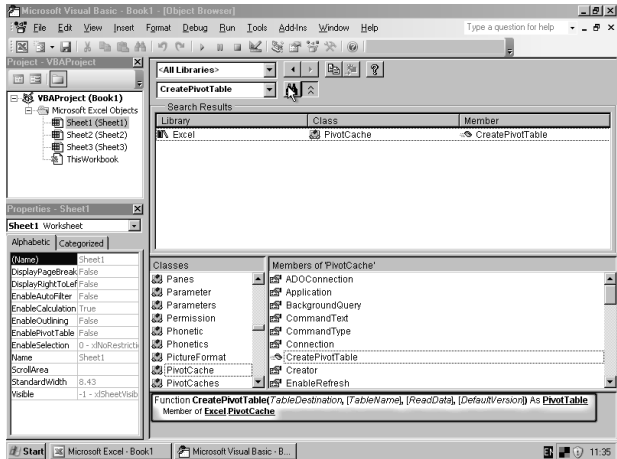 Microsoft Visual Basic - Book1 - [Object Browser]
File Edit View Insert Format Debug Run Tools Add-Ins Window Help
Type a question for help
Project - VBAProject
<All Libraries>
CreatePivotTable
Search Results
Library Class Member
Excel PivotCache CreatePivotTable
VBAProject (Book1)
Microsoft Excel Objects
Sheet1 (Sheet1)
Sheet2 (Sheet2)
Sheet3 (Sheet3)
ThisWorkbook
Properties - Sheet1
Sheet1 Worksheet
Alphabetic Categorized
(Name) Sheet1
DisplayPageBreak False
DisplayRightToLef False
EnableAutoFilter False
EnableCalculation True
EnableOutlining False
EnablePivotTable False
EnableSelection 0 - xlNoRestricti
Name Sheet1
ScrollArea
StandardWidth 8.43
Visible -1 - xlSheetVisib
Classes
Panes
Parameter
Parameters
Permission
Phonetic
Phonetics
PictureFormat
PivotCache
PivotCaches
Members of 'PivotCache'
ADOConnection
Application
BackgroundQuery
CommandText
CommandType
Connection
CreatePivotTable
Creator
EnableRefresh
Function CreatePivotTable(TableDestination, [TableName], [ReadData], [DefaultVersion]) As PivotTable
Member of Excel.PivotCache
Start Microsoft Excel - Book1 Microsoft Visual Basic - B... EN 11:35